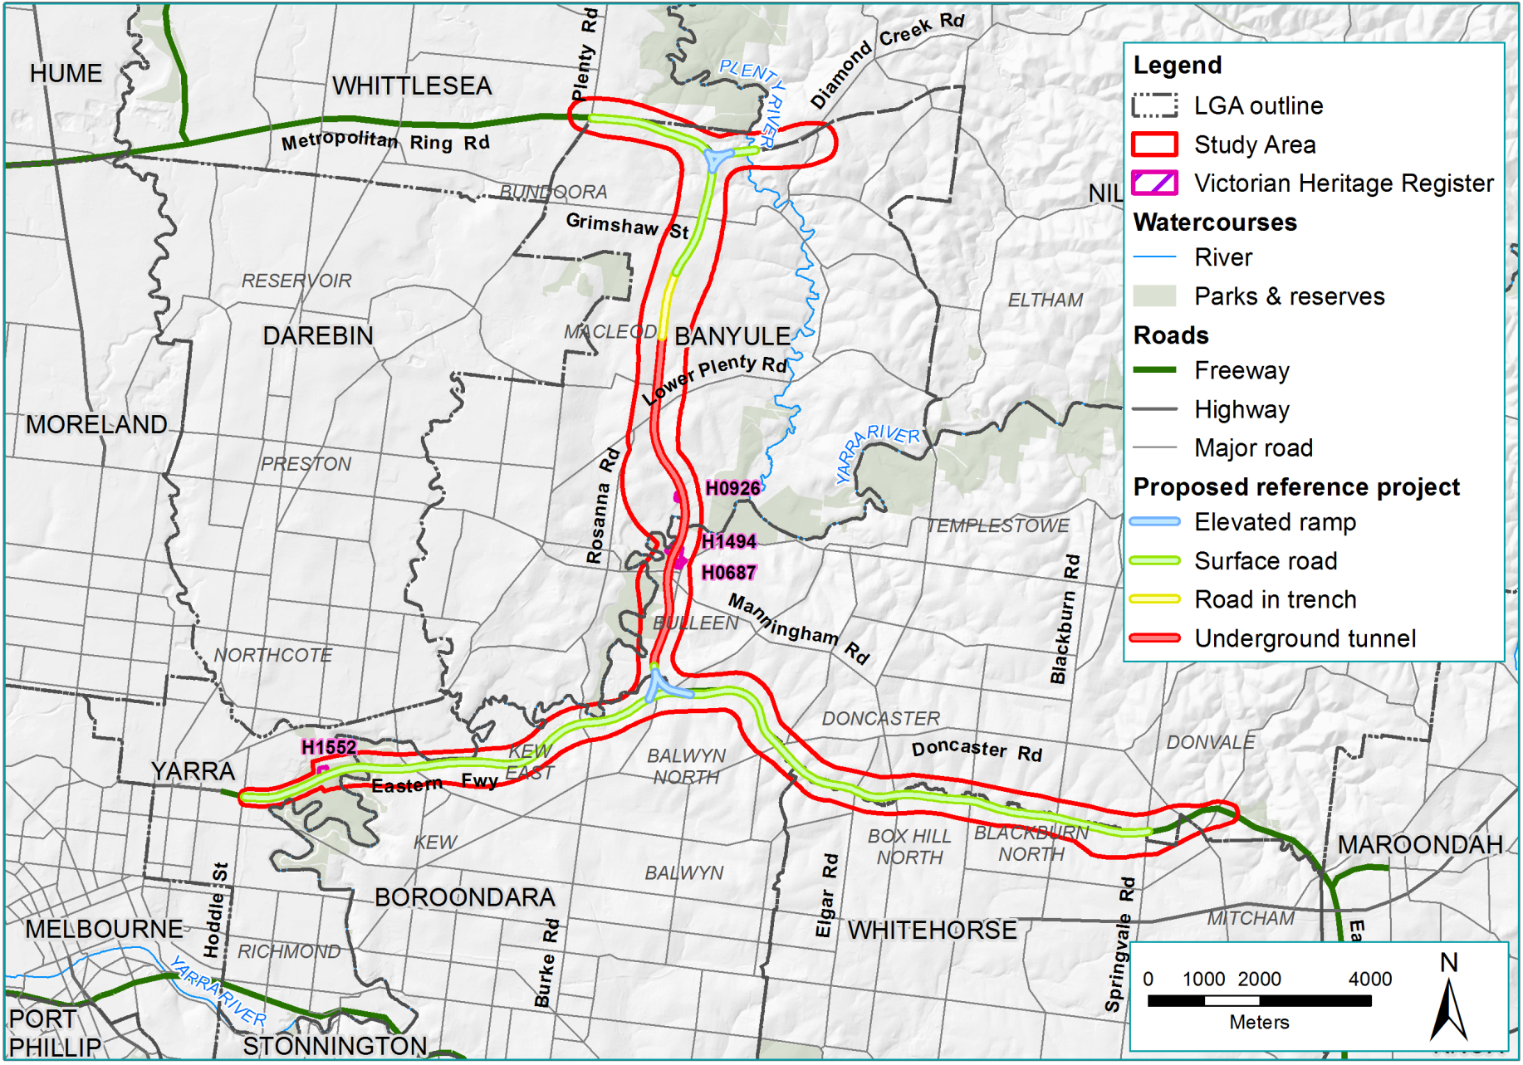 HUME
WHITTLESEA
Plenty Rd
PLENTY RIVER
Diamond Creek Rd
Metropolitan Ring Rd
BUNDOORA
Grimshaw St
NIL
RESERVOIR
ELTHAM
DAREBIN
MACLEOD
BANYULE
Lower Plenty Rd
MORELAND
PRESTON
YARRA RIVER
Rosanna Rd
H0926
TEMPLESTOWE
H1494
H0687
Blackburn Rd
Manningham Rd
BULLEEN
NORTHCOTE
DONCASTER
Doncaster Rd
DONVALE
H1552
KEW
EAST
BALWYN
NORTH
YARRA
Eastern Fwy
KEW
BOX HILL
NORTH
BLACKBURN
NORTH
MAROONDAH
BALWYN
BOROONDARA
Hoddle St
Elgar Rd
WHITEHORSE
MITCHAM
Springvale Rd
Ea
MELBOURNE
RICHMOND
Burke Rd
YARRA RIVER
PORT
PHILLIP
STONNINGTON
Legend
LGA outline
Study Area
Victorian Heritage Register
Watercourses
River
Parks & reserves
Roads
Freeway
Highway
Major road
Proposed reference project
Elevated ramp
Surface road
Road in trench
Underground tunnel
0 1000 2000 4000
Meters
N